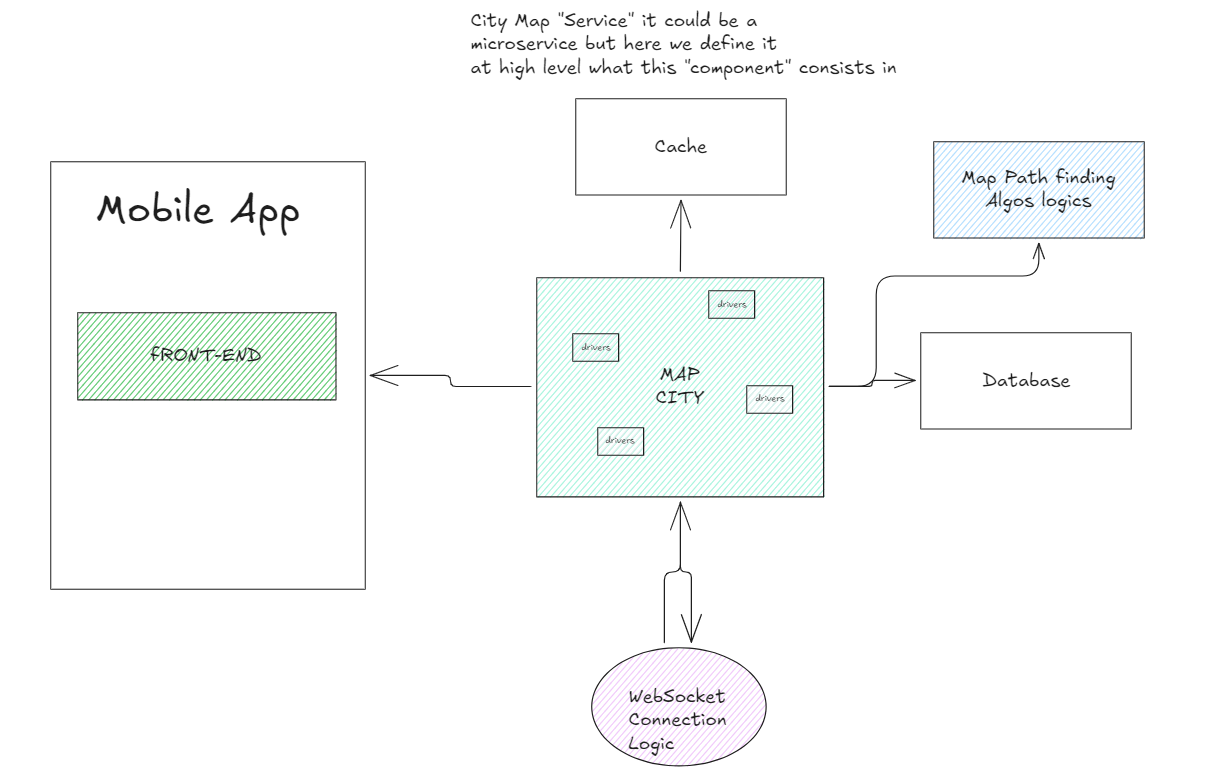 City Map "Service" it could be a
microservice but here we define it
at high level what this "component" consists in
Cache
Map Path finding
Algos logics
Mobile App
fRONT-END
drivers
drivers
MAP
CITY
drivers
drivers
Database
WebSocket
Connection
Logic